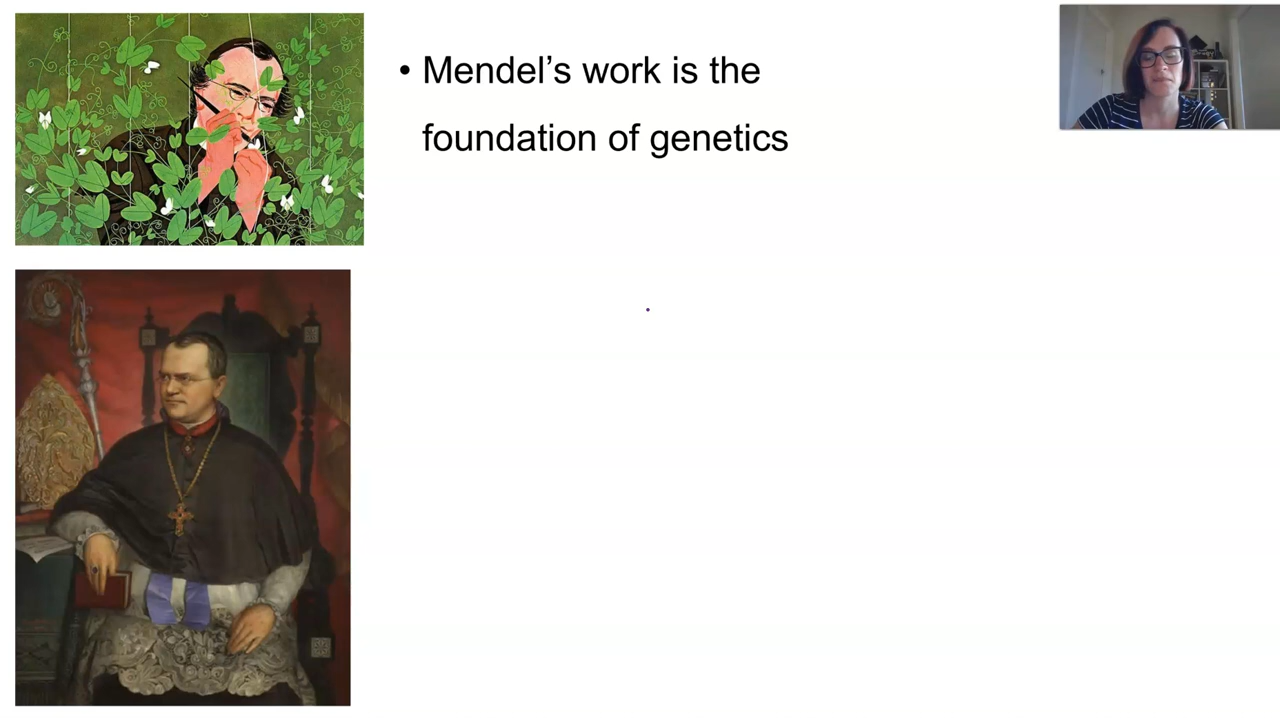 • Mendel’s work is the
foundation of genetics